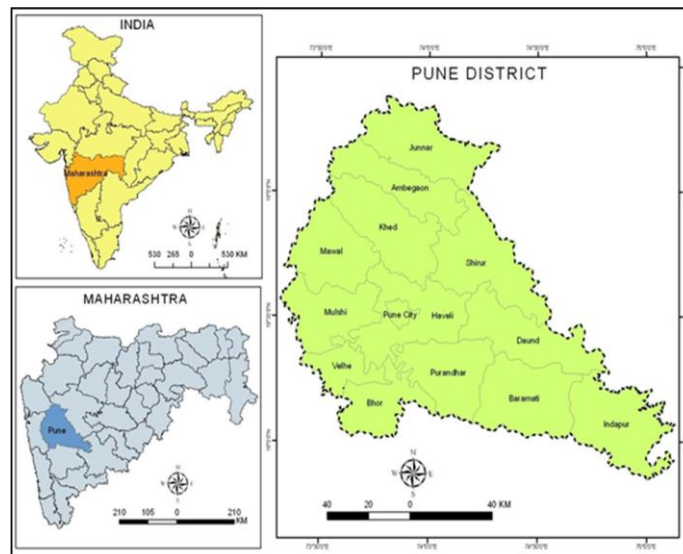 INDIA
Maharashtra
530 265 0 530 KM
MAHARASHTRA
Pune
210 105 0 210 KM
PUNE DISTRICT
Junnar
Ambegaon
Khed
Mawal
Shirur
Mulshi
Pune City
Haveli
Daund
Velhe
Purandhar
Baramati
Bhor
Indapur
N
W E
S
40 20 0 40 KM